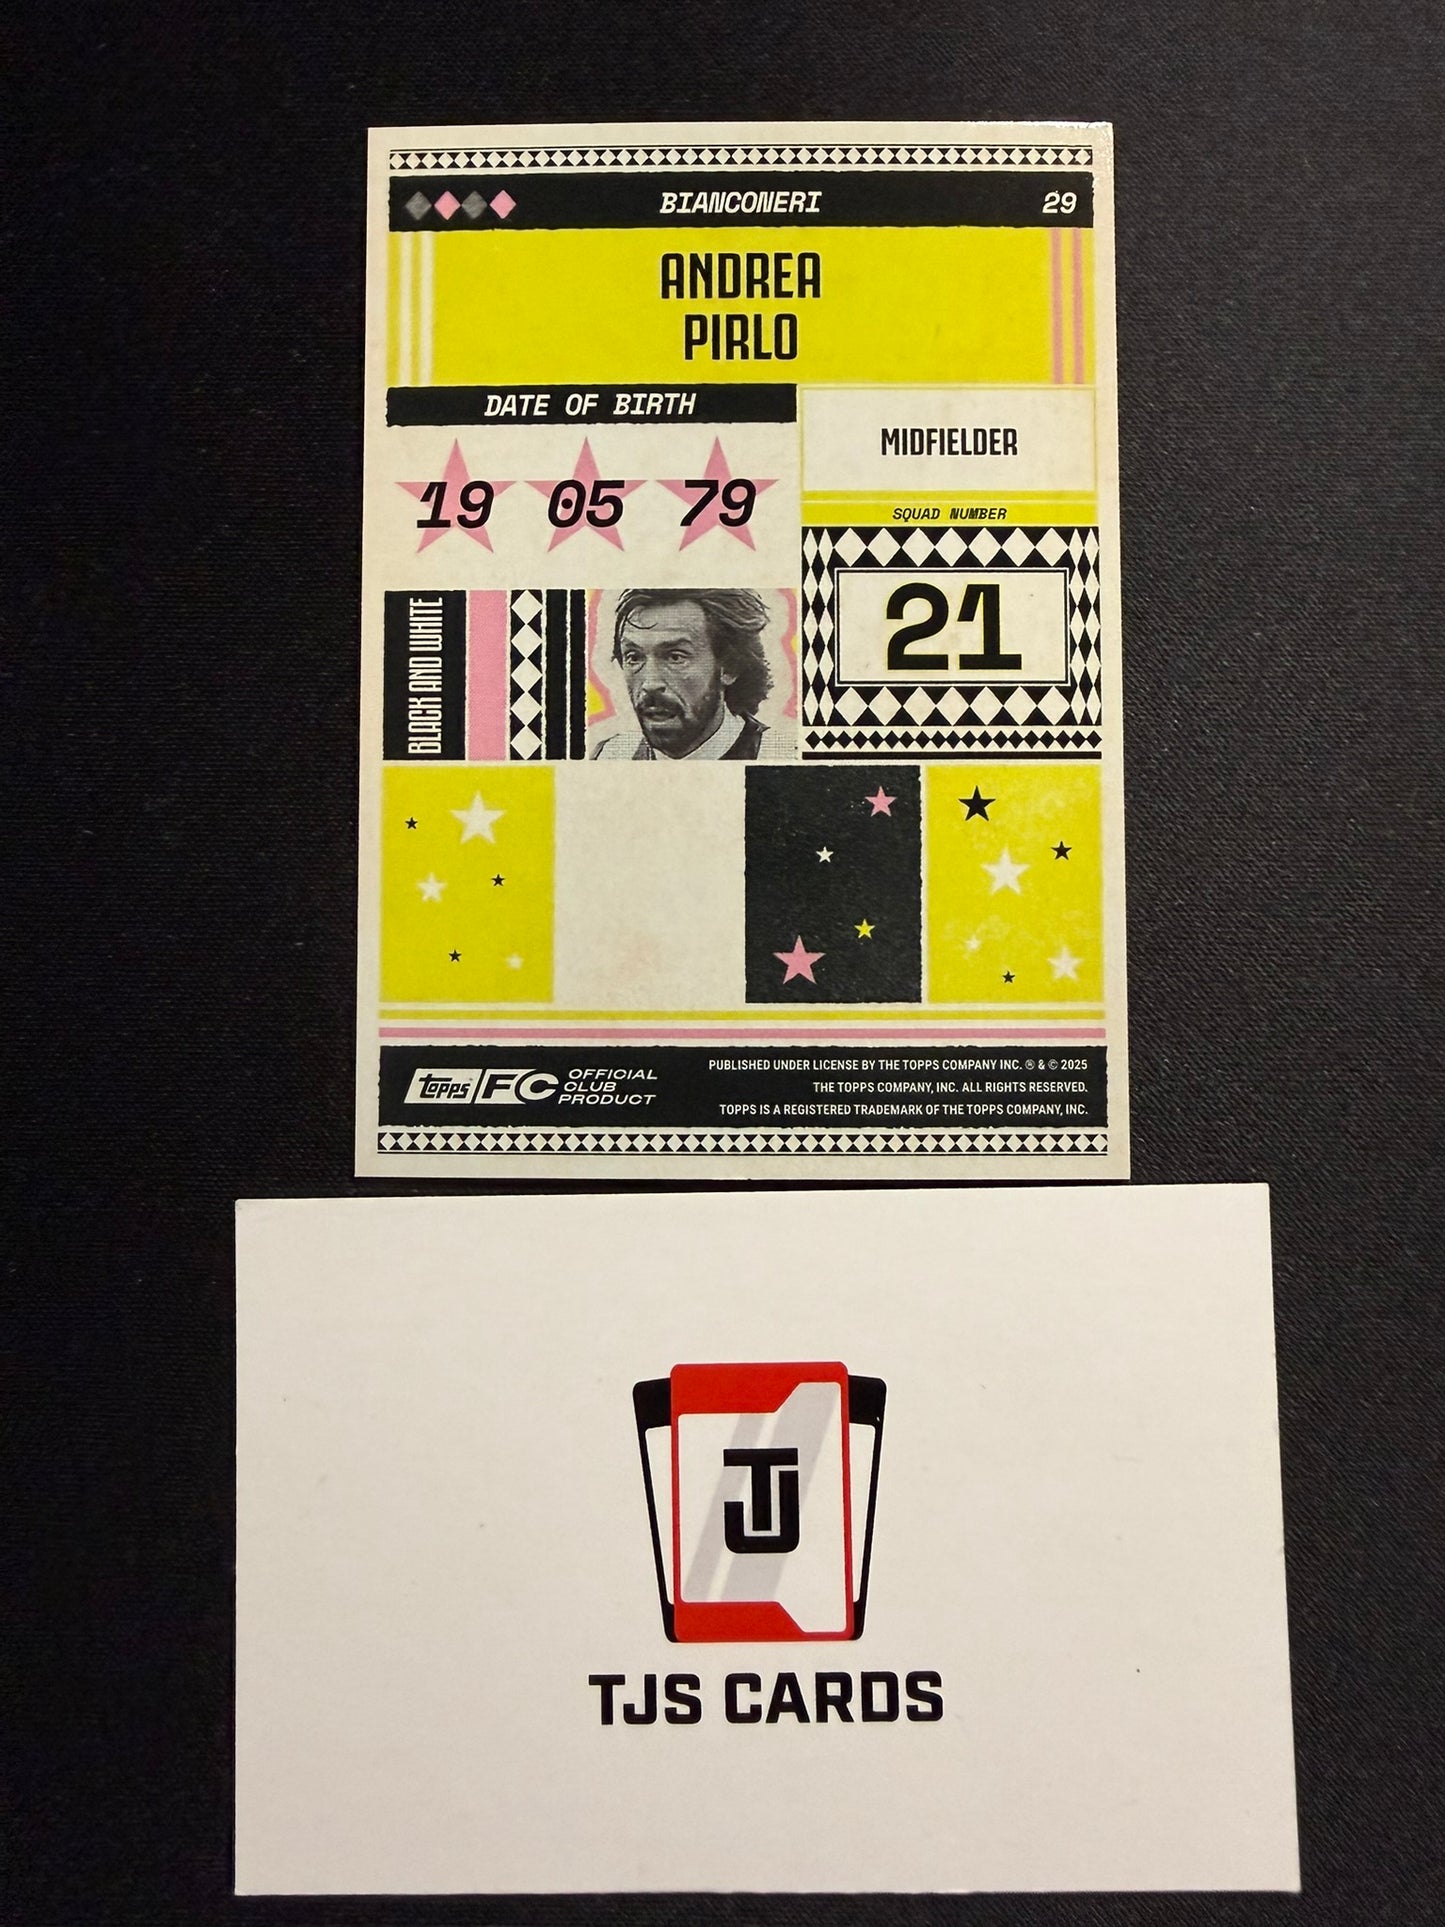 BIANCONERI
29
ANDREA
PIRLO
DATE OF BIRTH
19 05 79
MIDFIELDER
SQUAD NUMBER
21
BLACK AND WHITE
topps FC OFFICIAL
CLUB
PRODUCT
PUBLISHED UNDER LICENSE BY THE TOPPS COMPANY INC. ® & © 2025
THE TOPPS COMPANY, INC. ALL RIGHTS RESERVED.
TOPPS IS A REGISTERED TRADEMARK OF THE TOPPS COMPANY, INC.
TJ
TJS CARDS